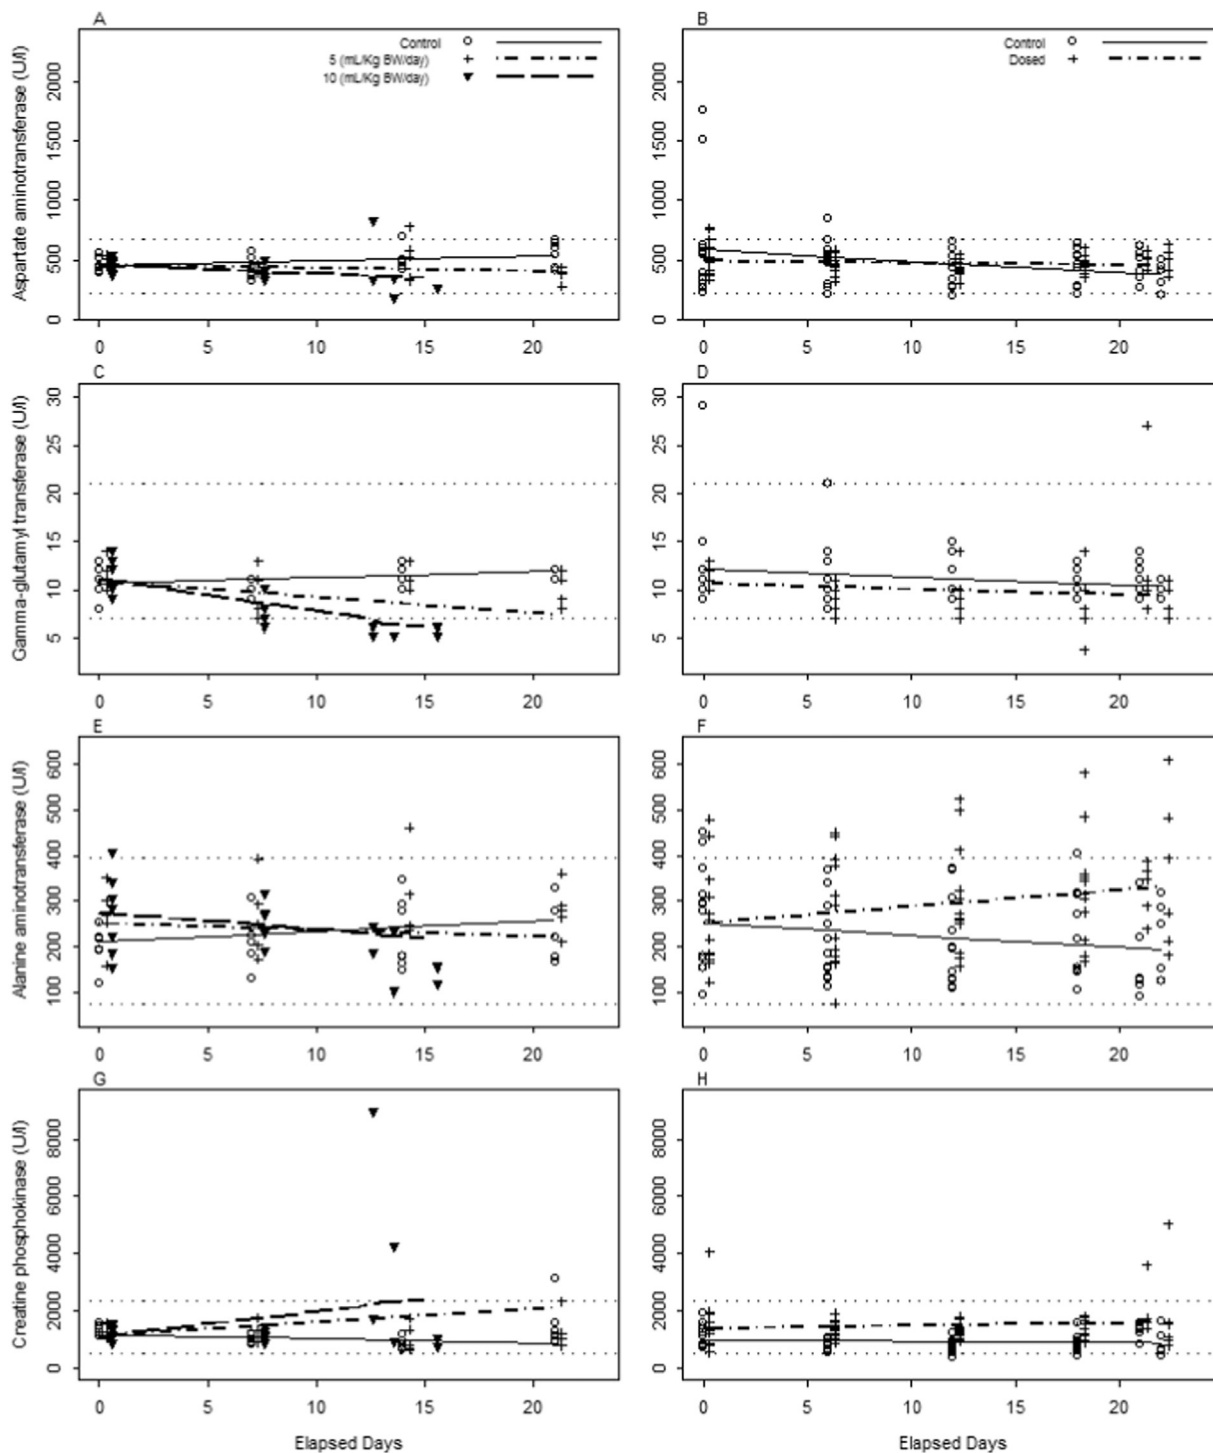 A
Control
5 (mL/Kg BW/day)
10 (mL/Kg BW/day)
Aspartate aminotransferase (U/l)
0 500 1000 1500 2000
0 5 10 15 20
B
Control
Dosed
0 500 1000 1500 2000
0 5 10 15 20
C
Gamma-glutamyl transferase (U/l)
5 10 15 20 25 30
0 5 10 15 20
D
5 10 15 20 25 30
0 5 10 15 20
E
Alanine aminotransferase (U/l)
100 200 300 400 500 600
0 5 10 15 20
F
100 200 300 400 500 600
0 5 10 15 20
G
Creatine phosphokinase (U/l)
0 2000 4000 6000 8000
0 5 10 15 20
Elapsed Days
H
0 2000 4000 6000 8000
0 5 10 15 20
Elapsed Days